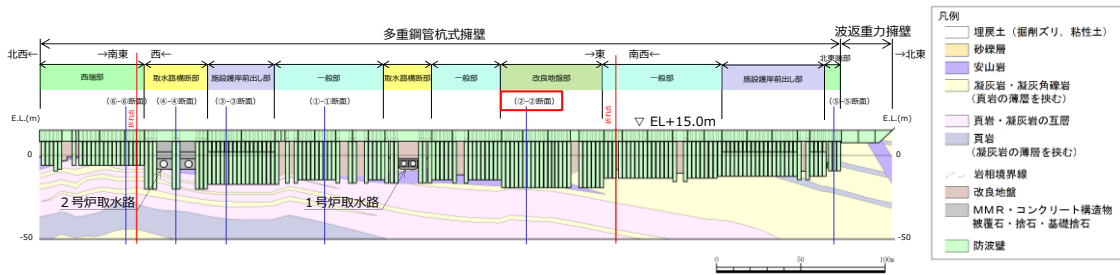 多重鋼管杭式擁壁
波返重力擁壁
北西←
→南東
西←
→東
南西←
→北東
西端部
取水路横断部
施設護岸前出し部
一般部
取水路横断部
一般部
改良地盤部
一般部
施設護岸前出し部
北東端部
(⑥-⑥断面)
(④-④断面)
(③-③断面)
(①-①断面)
(②-②断面)
(⑤-⑤断面)
折れ点
折れ点
E.L.(m)
E.L.(m)
▽ EL+15.0m
0
0
2号炉取水路
1号炉取水路
-50
-50
0
50
100m
凡例
埋戻土(掘削ズリ,粘性土)
砂礫層
安山岩
凝灰岩・凝灰角礫岩
(頁岩の薄層を挟む)
頁岩・凝灰岩の互層
頁岩
(凝灰岩の薄層を挟む)
岩相境界線
改良地盤
MMR・コンクリート構造物
被覆石・捨石・基礎捨石
防波壁